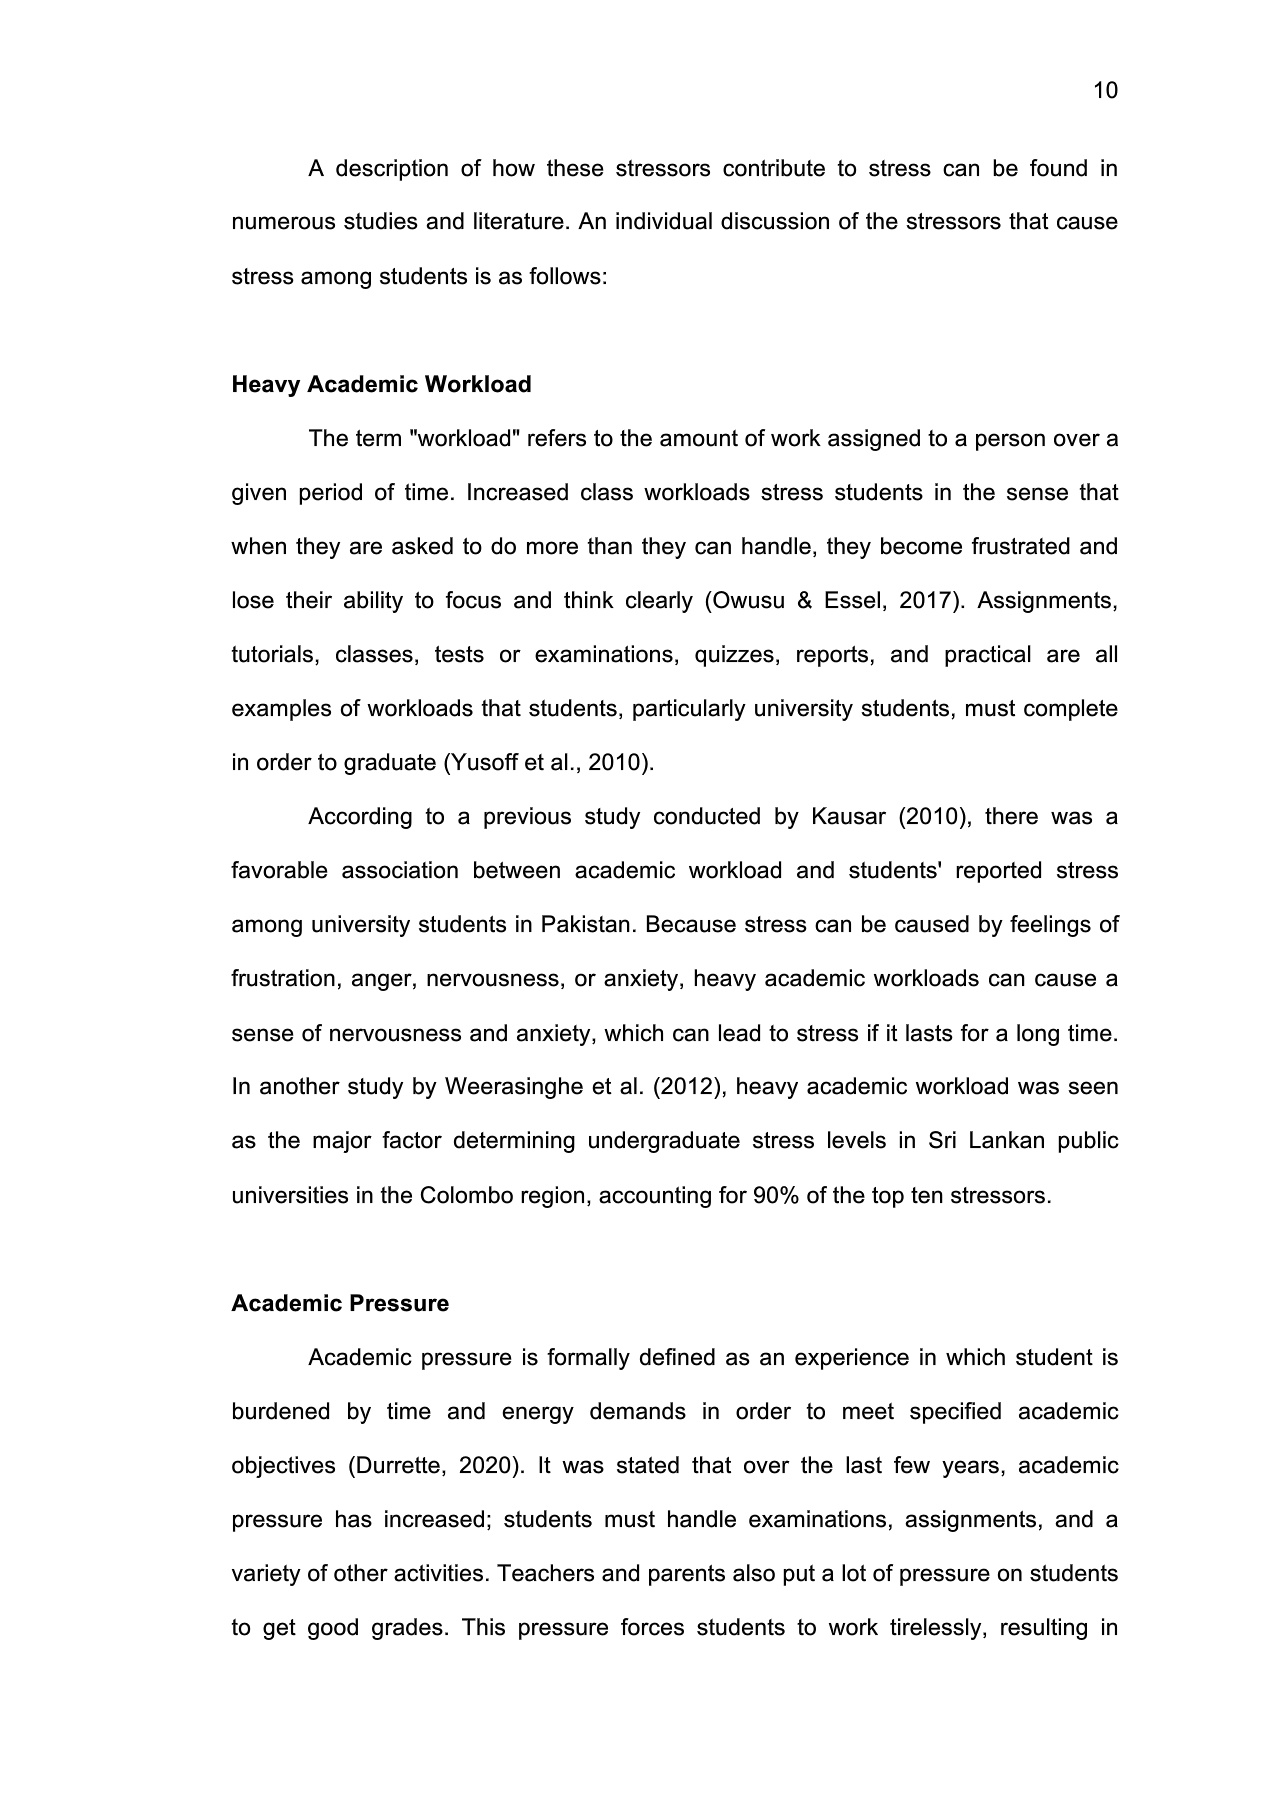 10
A description of how these stressors contribute to stress can be found in
numerous studies and literature. An individual discussion of the stressors that cause
stress among students is as follows:
Heavy Academic Workload
The term "workload" refers to the amount of work assigned to a person over a
given period of time. Increased class workloads stress students in the sense that
when they are asked to do more than they can handle, they become frustrated and
lose their ability to focus and think clearly (Owusu & Essel, 2017). Assignments,
tutorials, classes, tests or examinations, quizzes, reports, and practical are all
examples of workloads that students, particularly university students, must complete
in order to graduate (Yusoff et al., 2010).
According to a previous study conducted by Kausar (2010), there was a
favorable association between academic workload and students' reported stress
among university students in Pakistan. Because stress can be caused by feelings of
frustration, anger, nervousness, or anxiety, heavy academic workloads can cause a
sense of nervousness and anxiety, which can lead to stress if it lasts for a long time.
In another study by Weerasinghe et al. (2012), heavy academic workload was seen
as the major factor determining undergraduate stress levels in Sri Lankan public
universities in the Colombo region, accounting for 90% of the top ten stressors.
Academic Pressure
Academic pressure is formally defined as an experience in which student is
burdened by time and energy demands in order to meet specified academic
objectives (Durrette, 2020). It was stated that over the last few years, academic
pressure has increased; students must handle examinations, assignments, and a
variety of other activities. Teachers and parents also put a lot of pressure on students
to get good grades. This pressure forces students to work tirelessly, resulting in